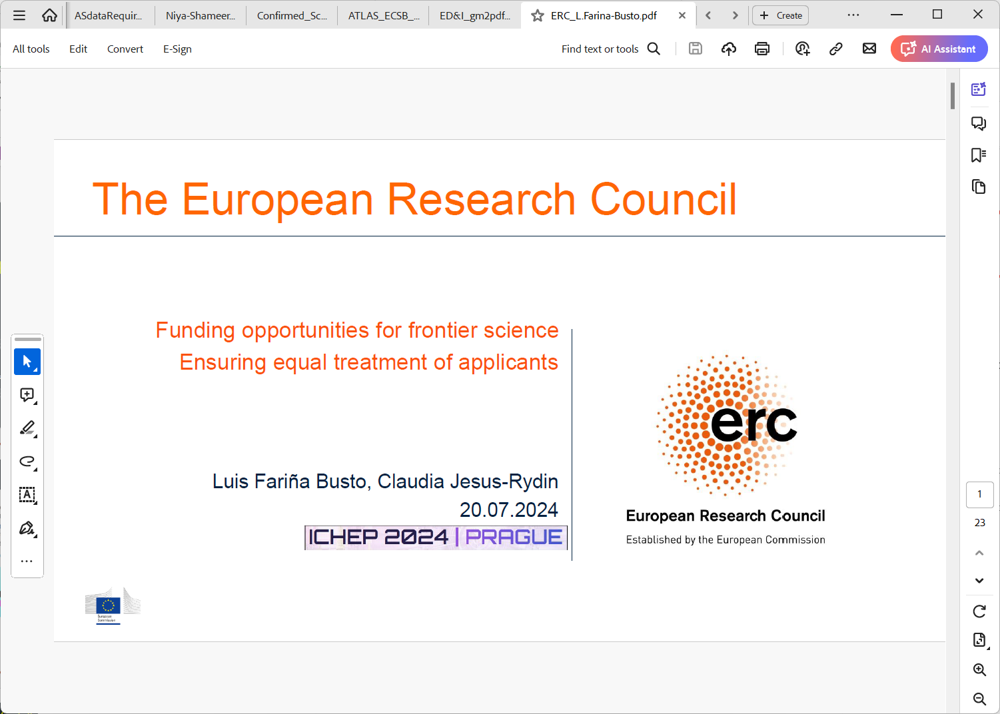 ASdataRequir...
Niya-Shameer...
Confirmed_Sc...
ATLAS_ECSB_...
ED&I_gm2pdf...
ERC_L.Farina-Busto.pdf
Create
All tools
Edit
Convert
E-Sign
Find text or tools
AI Assistant
The European Research Council
Funding opportunities for frontier science
Ensuring equal treatment of applicants
Luis Fariña Busto, Claudia Jesus-Rydin
20.07.2024
ICHEP 2024 | PRAGUE
erc
European Research Council
Established by the European Commission
European
Commission
A
1
23